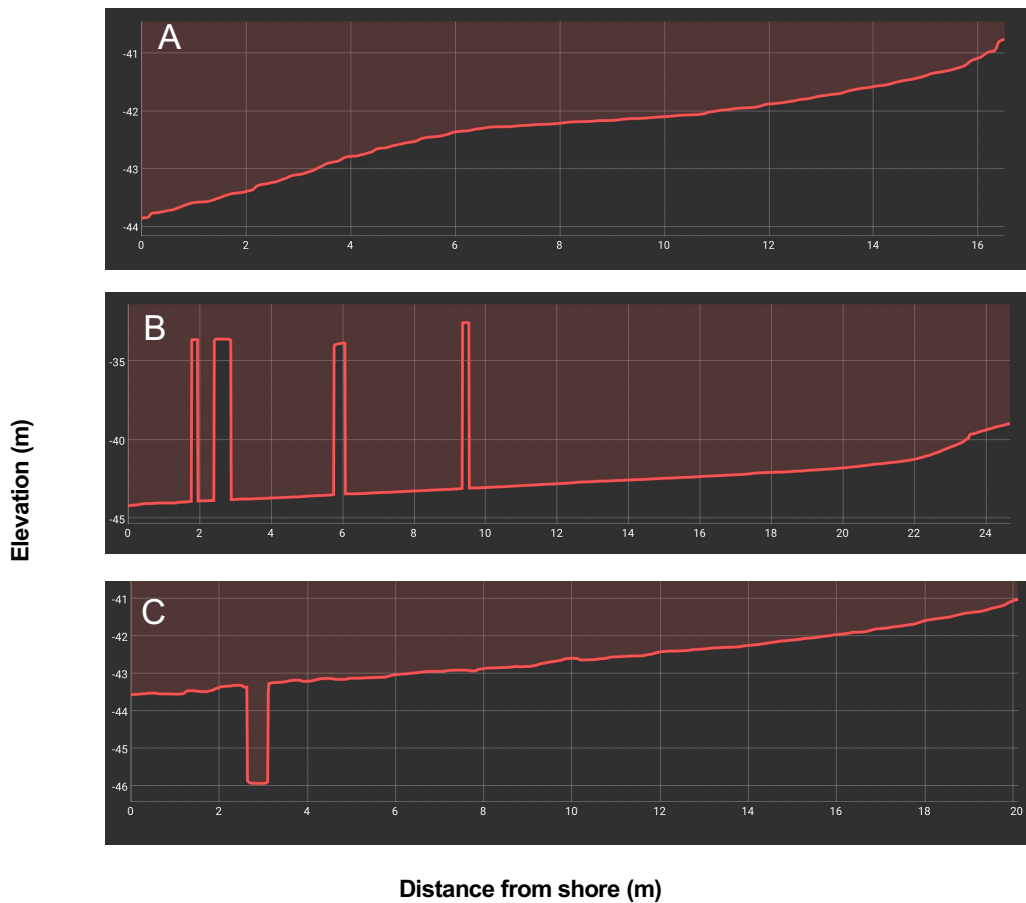 A
-41
-42
-43
-44
0 2 4 6 8 10 12 14 16
B
-35
-40
-45
0 2 4 6 8 10 12 14 16 18 20 22 24
Elevation (m)
C
-41
-42
-43
-44
-45
-46
0 2 4 6 8 10 12 14 16 18 20
Distance from shore (m)